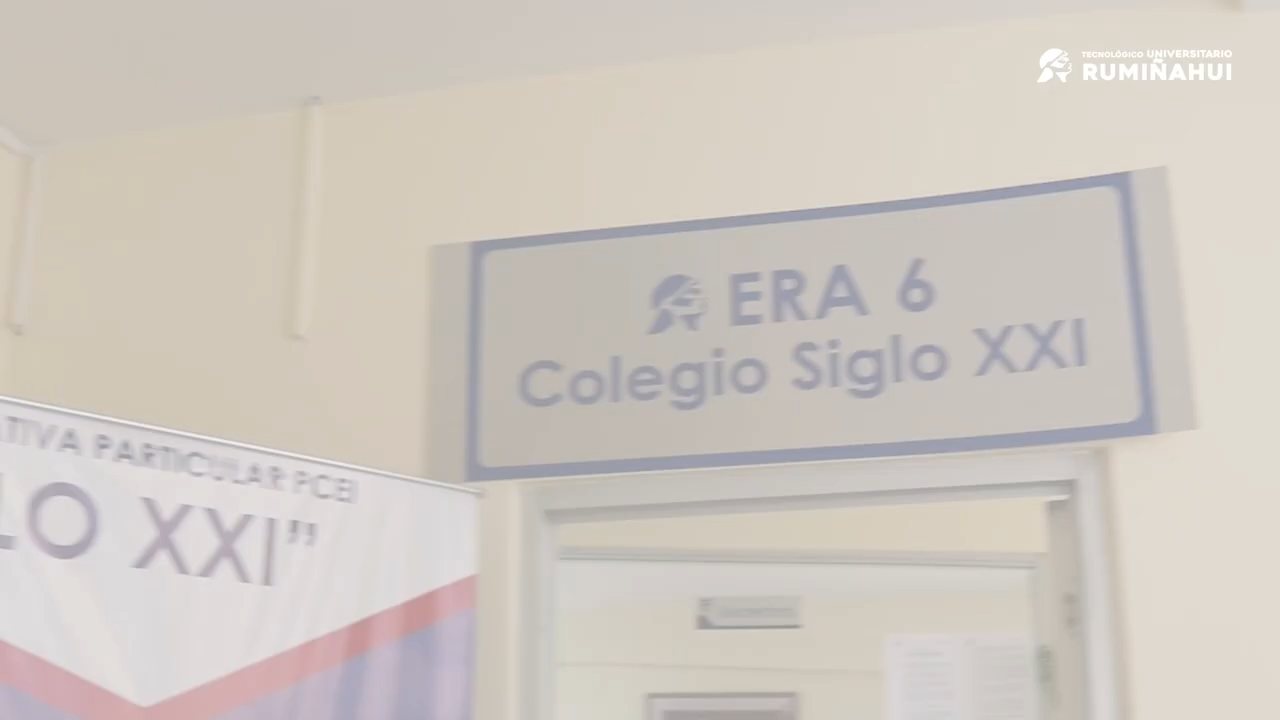 TECNOLÓGICO UNIVERSITARIO
RUMIÑAHUI
ERA 6
Colegio Siglo XXI
ATIVA PARTICULAR PCEI
LO XXI”